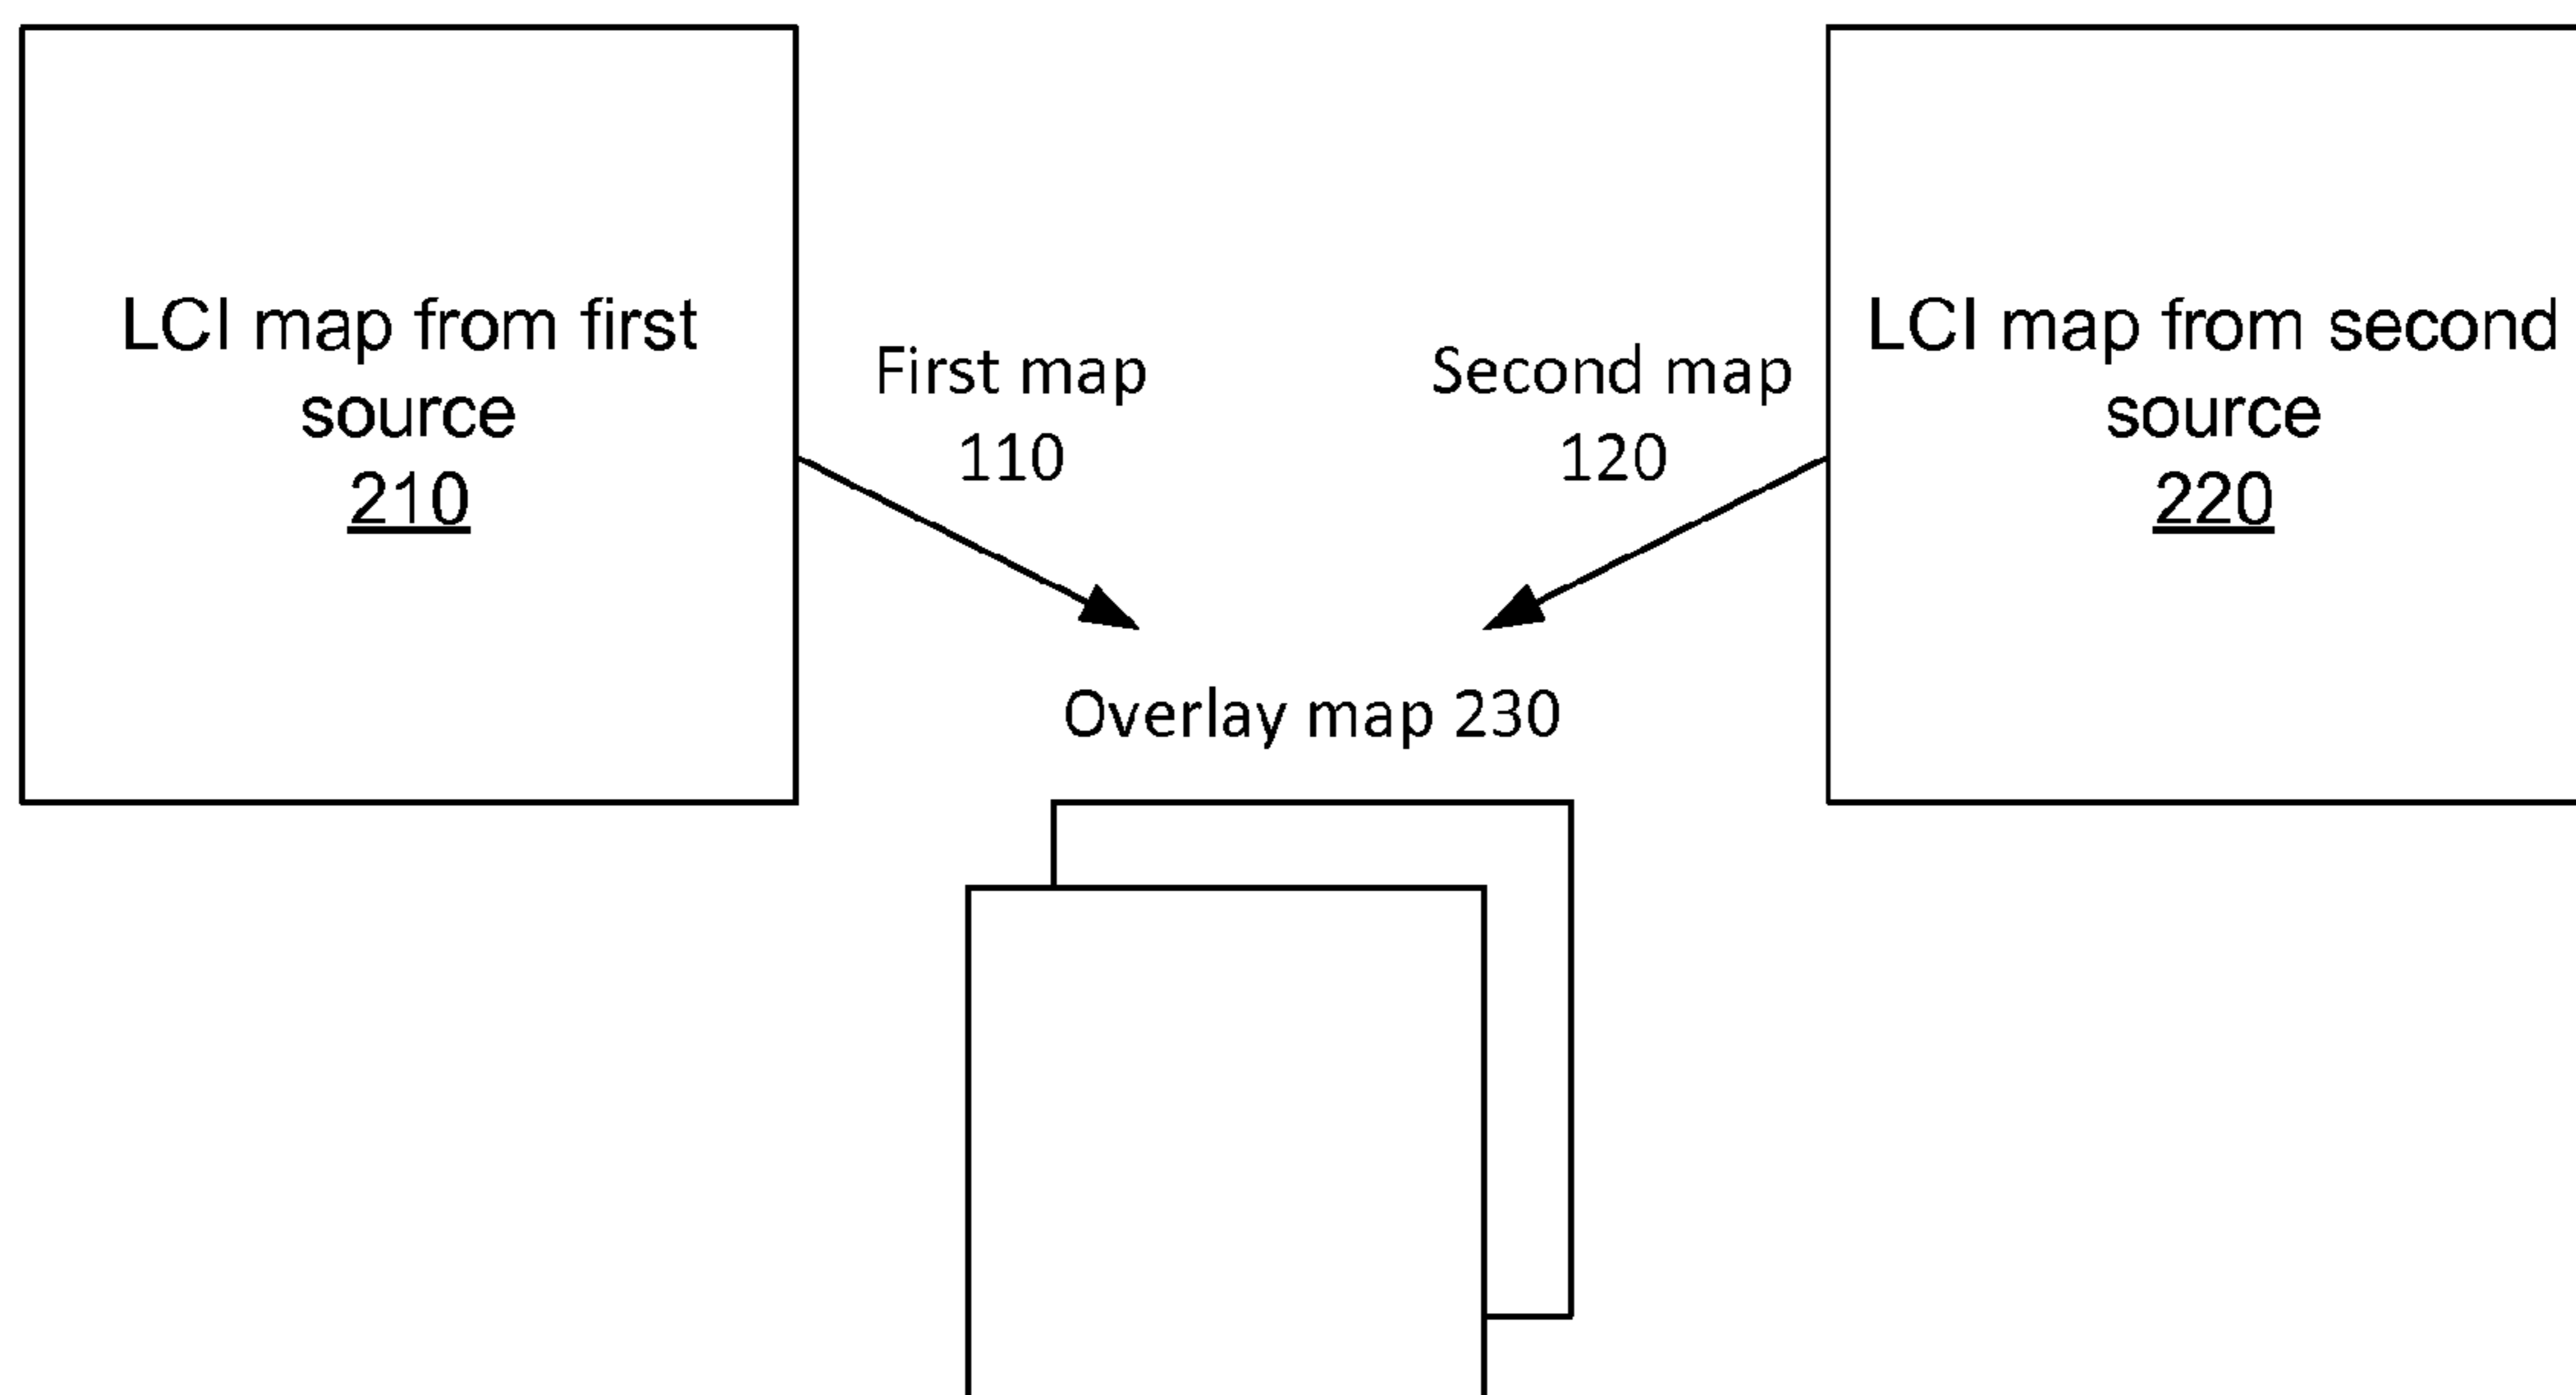 LCI map from first
source
210
First map
110
Second map
120
LCI map from second
source
220
Overlay map 230